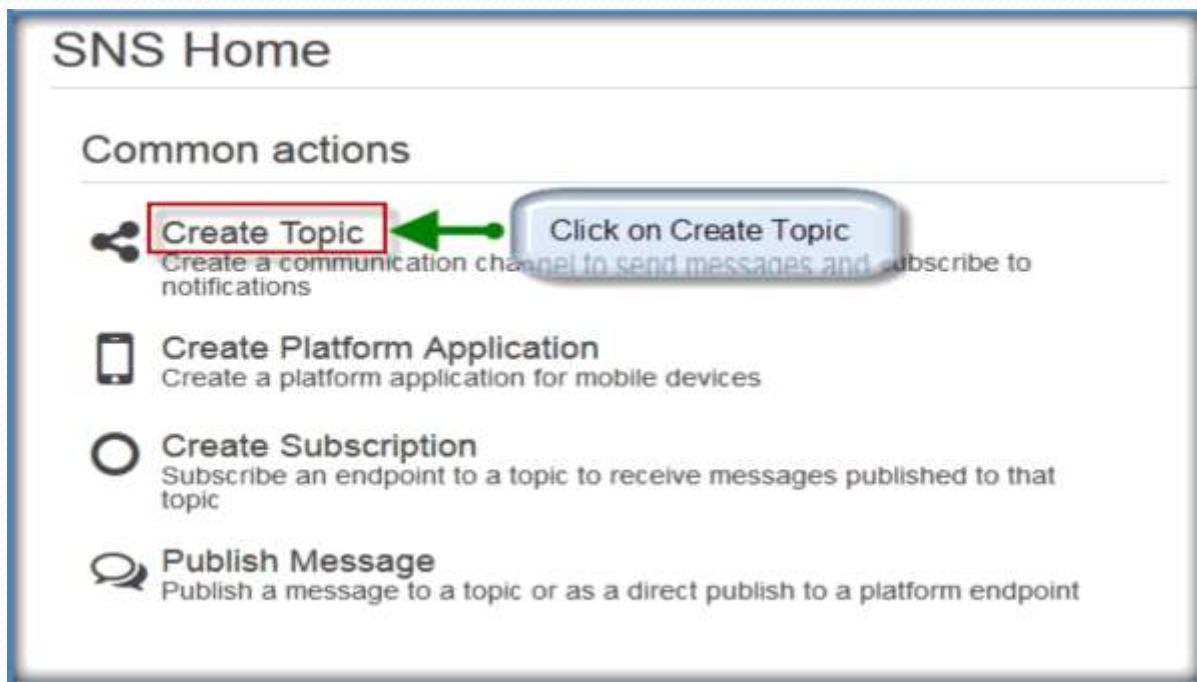 SNS Home
Common actions
Create Topic
Click on Create Topic
Create a communication channel to send messages and subscribe to
notifications
Create Platform Application
Create a platform application for mobile devices
Create Subscription
Subscribe an endpoint to a topic to receive messages published to that
topic
Publish Message
Publish a message to a topic or as a direct publish to a platform endpoint